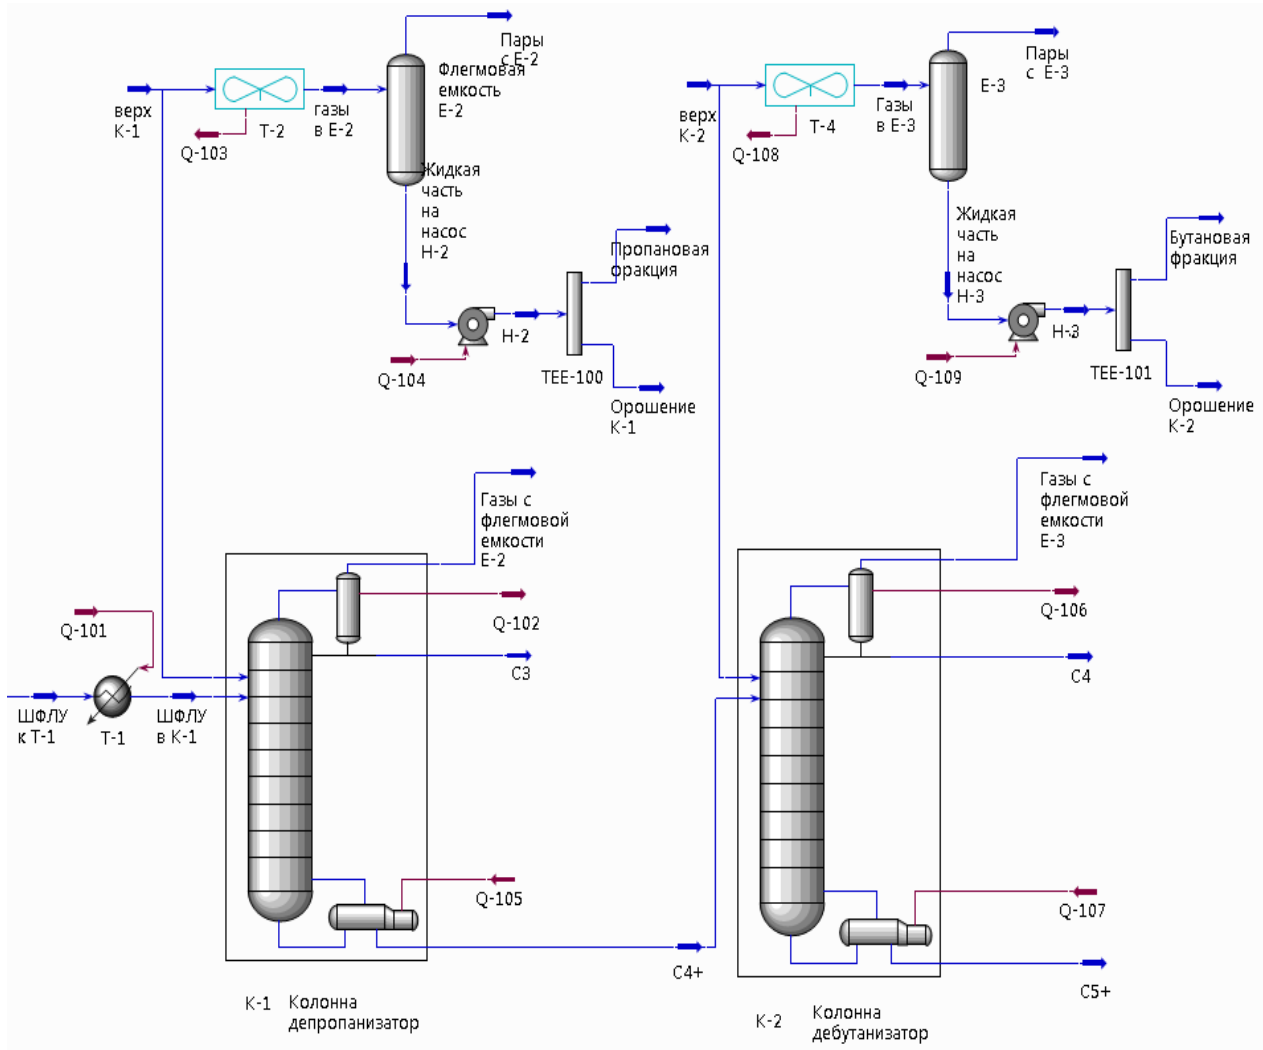 Пары
с Е-2
Флегмовая
емкость
Е-2
верх
К-1
газы
в Е-2
Т-2
Q-103
Жидкая
часть
на
насос
Н-2
Пропановая
фракция
Н-2
Q-104
TEE-100
Орошение
К-1
Пары
с Е-3
Е-3
верх
К-2
Газы
в Е-3
Т-4
Q-108
Жидкая
часть
на
насос
Н-3
Бутановая
фракция
Н-3
Q-109
TEE-101
Орошение
К-2
Газы с
флегмовой
емкости
Е-2
Q-101
Q-102
С3
ШФЛУ
к Т-1
Т-1
ШФЛУ
в К-1
Q-105
С4+
К-1 Колонна
депропанизатор
Газы с
флегмовой
емкости
Е-3
Q-106
С4
Q-107
С5+
К-2 Колонна
дебутанизатор